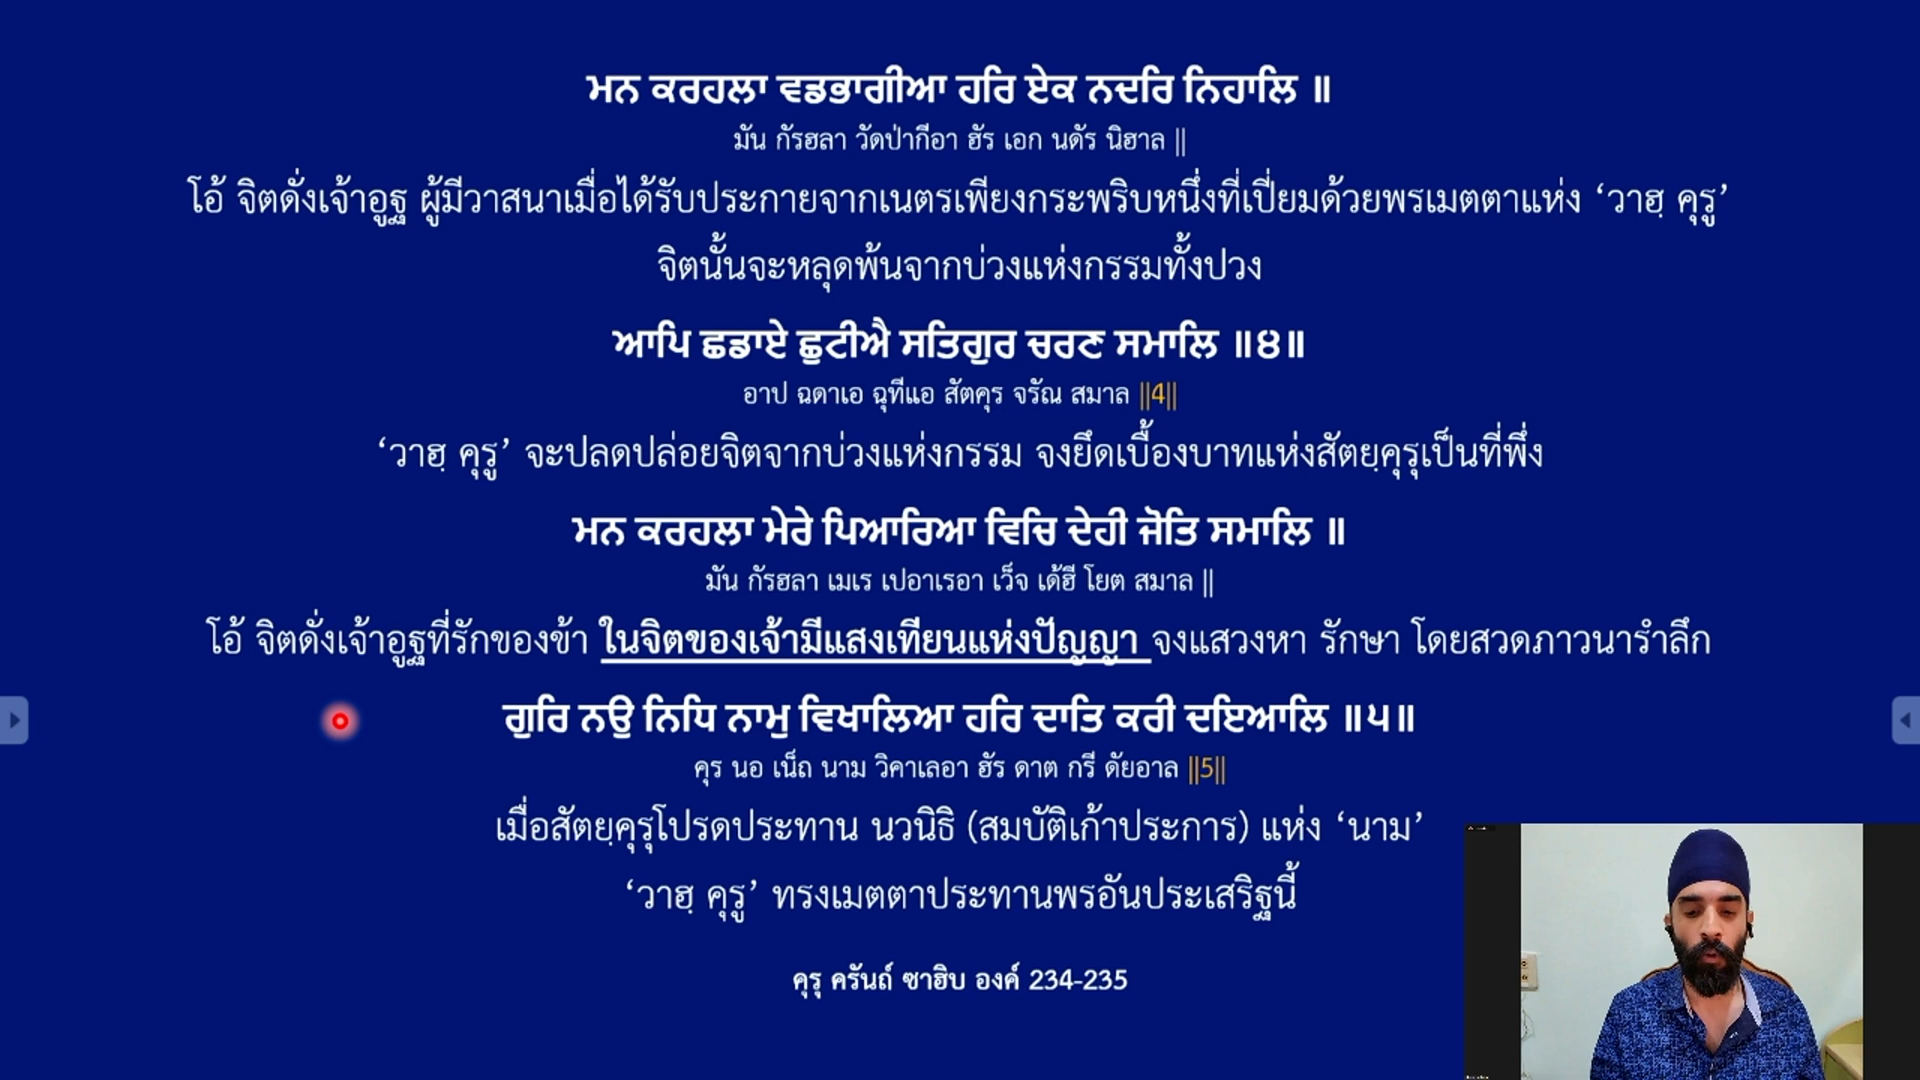 ਮਨ ਕਰਹਲਾ ਵਡਭਾਗੀਆ ਹਰਿ ਏਕ ਨਦਰਿ ਨਿਹਾਲਿ ॥
มัน กัรฮลา วัดป่ากีอา ฮัร เอก นดัร นิฮาล ||
โอ้ จิตดั่งเจ้าอูฐ ผู้มีวาสนาเมื่อได้รับประกายจากเนตรเพียงกระพริบหนึ่งที่เปี่ยมด้วยพรเมตตาแห่ง ‘วาฮฺ คุรู’
จิตนั้นจะหลุดพ้นจากบ่วงแห่งกรรมทั้งปวง
ਆਪਿ ਛਡਾਏ ਛੁਟੀਐ ਸਤਿਗੁਰ ਚਰਣ ਸਮਾਲਿ ॥੪॥
อาป ฉดาเอ ฉุทีแอ สัตคุร จรัณ สมาล ||4||
‘วาฮฺ คุรู’ จะปลดปล่อยจิตจากบ่วงแห่งกรรม จงยึดเบื้องบาทแห่งสัตยฺคุรุเป็นที่พึ่ง
ਮਨ ਕਰਹਲਾ ਮੇਰੇ ਪਿਆਰਿਆ ਵਿਚਿ ਦੇਹੀ ਜੋਤਿ ਸਮਾਲਿ ॥
มัน กัรฮลา เมเร เปอาเรอา เว็จ เด้ฮี โยต สมาล ||
โอ้ จิตดั่งเจ้าอูฐที่รักของข้า ในจิตของเจ้ามีแสงเทียนแห่งปัญญา จงแสวงหา รักษา โดยสวดภาวนารำลึก
ਗੁਰਿ ਨਉ ਨਿਧਿ ਨਾਮੁ ਵਿਖਾਲਿਆ ਹਰਿ ਦਾਤਿ ਕਰੀ ਦਇਆਲਿ ॥੫॥
คุร นอ เน็ถ นาม วิคาเลอา ฮัร ดาต กรี ดัยอาล ||5||
เมื่อสัตยฺคุรุโปรดประทาน นวนิธิ (สมบัติเก้าประการ) แห่ง ‘นาม’
‘วาฮฺ คุรู’ ทรงเมตตาประทานพรอันประเสริฐนี้
คุรุ ครันถ์ ซาฮิบ องค์ 234-235